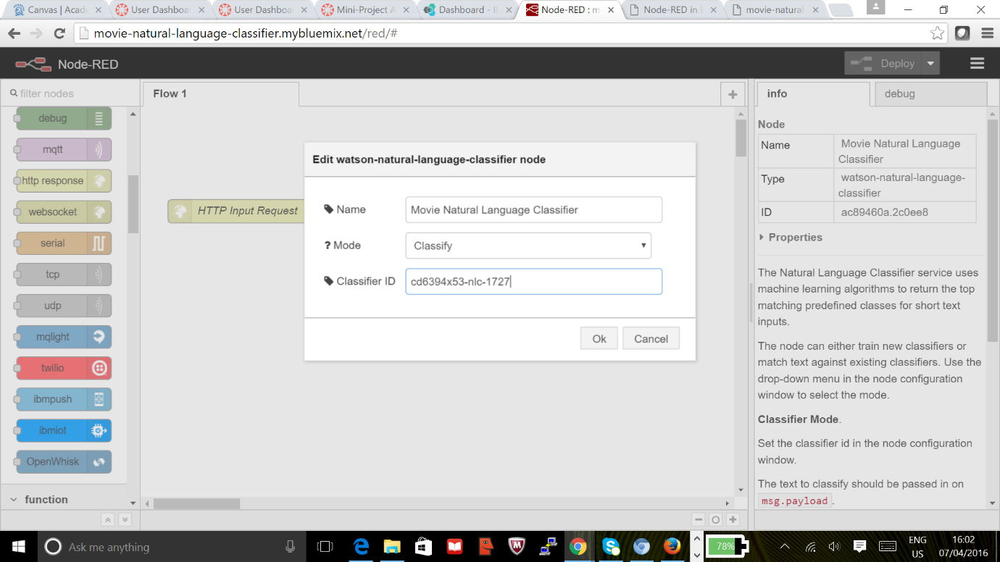 Canvas | Acade
User Dashboa
User Dashboa
Mini-Project A
Dashboard - I
Node-RED : m
Node-RED in B
movie-natural
movie-natural-language-classifier.mybluemix.net/red/#
Node-RED
Deploy
filter nodes
debug
mqtt
http response
websocket
serial
tcp
udp
mqlight
twilio
ibmpush
ibmiot
OpenWhisk
function
Flow 1
HTTP Input Request
Edit watson-natural-language-classifier node
Name
Movie Natural Language Classifier
? Mode
Classify
Classifier ID
cd6394x53-nlc-1727
Ok
Cancel
info
debug
Node
Name
Movie Natural Language
Classifier
Type
watson-natural-language-
classifier
ID
ac89460a.2c0ee8
Properties
The Natural Language Classifier service uses
machine learning algorithms to return the top
matching predefined classes for short text
inputs.
The node can either train new classifiers or
match text against existing classifiers. Use the
drop-down menu in the node configuration
window to select the mode.
Classifier Mode.
Set the classifier id in the node configuration
window.
The text to classify should be passed in on
msg.payload.
Ask me anything
78%
ENG
US
16:02
07/04/2016